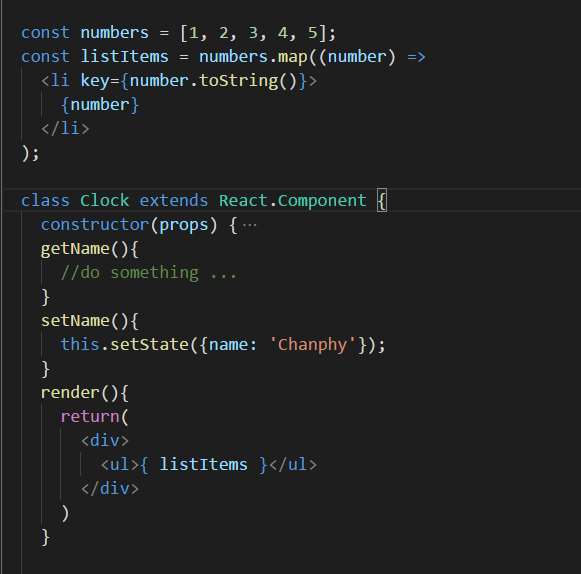 const numbers = [1, 2, 3, 4, 5];
const listItems = numbers.map((number) =>
  <li key={number.toString()}>
    {number}
  </li>
);

class Clock extends React.Component {
  constructor(props) { ...
  getName(){
    //do something ...
  }
  setName(){
    this.setState({name: 'Chanphy'});
  }
  render(){
    return(
      <div>
        <ul>{ listItems }</ul>
      </div>
    )
  }